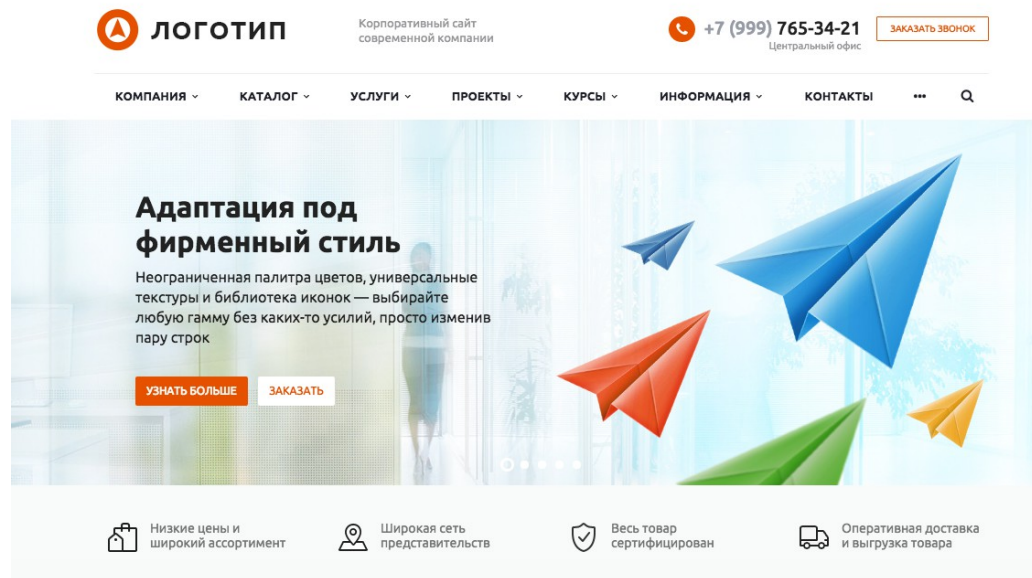 ЛОГОТИП
Корпоративный сайт
современной компании
+7 (999) 765-34-21
Центральный офис
ЗАКАЗАТЬ ЗВОНОК
КОМПАНИЯ КАТАЛОГ УСЛУГИ ПРОЕКТЫ КУРСЫ ИНФОРМАЦИЯ КОНТАКТЫ •••
Адаптация под
фирменный стиль
Неограниченная палитра цветов, универсальные
текстуры и библиотека иконок — выбирайте
любую гамму без каких-то усилий, просто изменив
пару строк
УЗНАТЬ БОЛЬШЕ ЗАКАЗАТЬ
Низкие цены и
широкий ассортимент
Широкая сеть
представительств
Весь товар
сертифицирован
Оперативная доставка
и выгрузка товара